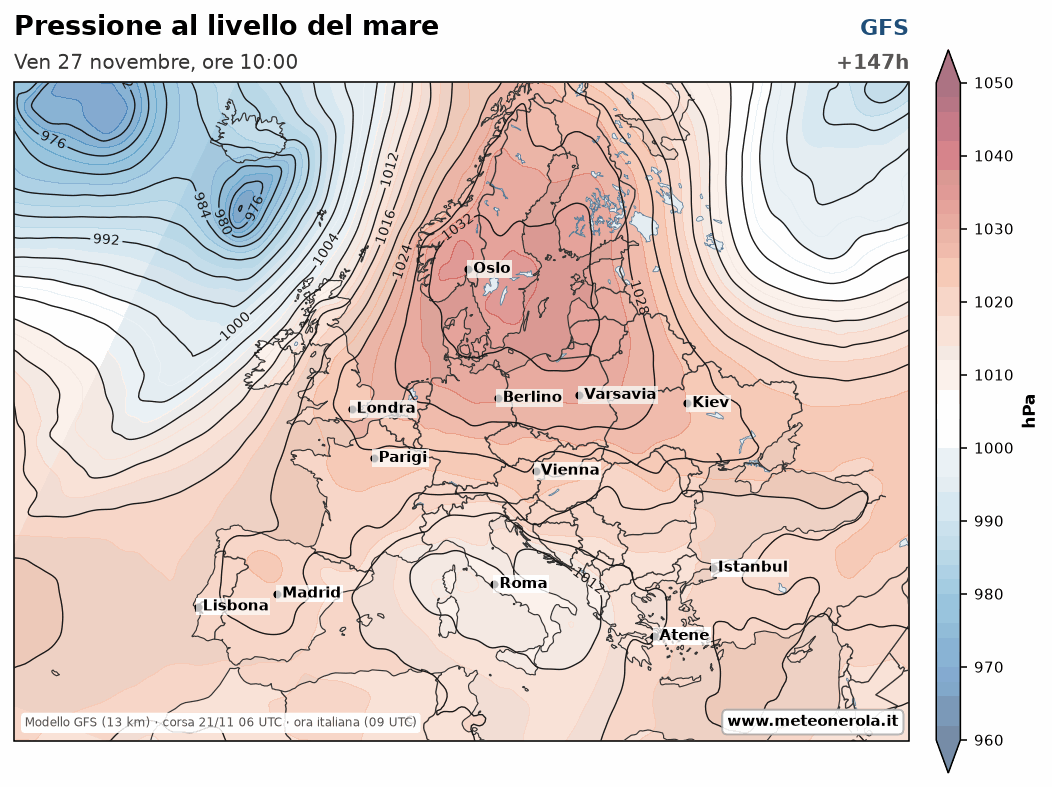 Pressione al livello del mare
GFS
Ven 27 novembre, ore 10:00
+147h
976
1012
984
980
976
992
1004
1016
1024
1032
1028
1000
Oslo
Londra
Berlino
Varsavia
Kiev
Parigi
Vienna
Roma
Istanbul
Madrid
Lisbona
Atene
1050
1040
1030
1020
1010
1000
990
980
970
960
hPa
Modello GFS (13 km) · corsa 21/11 06 UTC · ora italiana (09 UTC)
www.meteonerola.it